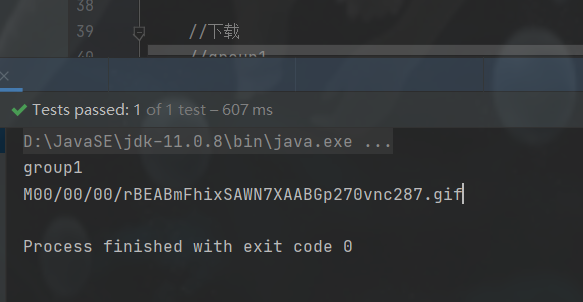 38
39 //下载
40 //group1
Tests passed: 1 of 1 test – 607 ms
D:\JavaSE\jdk-11.0.8\bin\java.exe ...
group1
M00/00/00/rBEABmFhixSAWN7XAABGp270vnc287.gif
Process finished with exit code 0